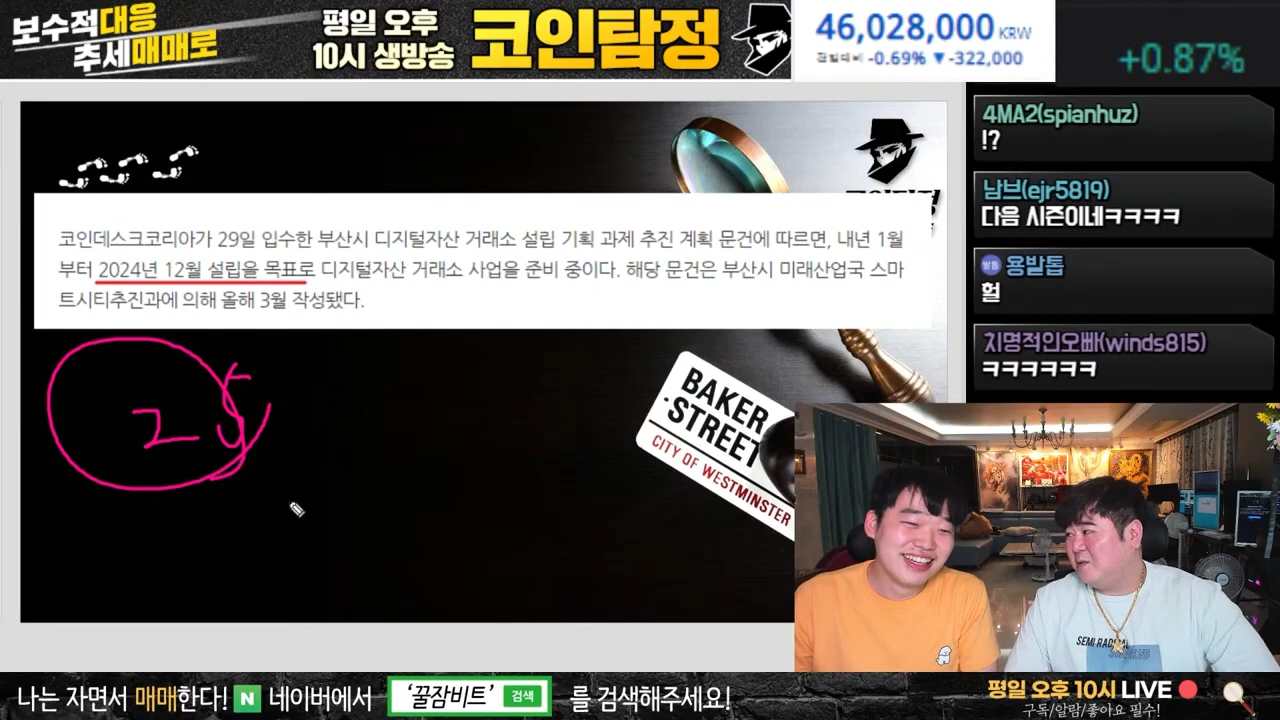 보수적대응
추세매매로
평일 오후
10시 생방송
코인탐정
46,028,000 KRW
전일대비 -0.69% ▼-322,000
+0.87%
4MA2(spianhuz)
!?
남브(ejr5819)
다음 시즌이네ㅋㅋㅋㅋ
발톱 용발톱
헐
치명적인오빠(winds815)
ㅋㅋㅋㅋㅋㅋ
코인데스크코리아가 29일 입수한 부산시 디지털자산 거래소 설립 기획 과제 추진 계획 문건에 따르면, 내년 1월
부터 2024년 12월 설립을 목표로 디지털자산 거래소 사업을 준비 중이다. 해당 문건은 부산시 미래산업국 스마
트시티추진과에 의해 올해 3월 작성됐다.
25
BAKER
STREET
CITY OF WESTMINSTER
SEMI
나는 자면서 매매한다! N 네이버에서 '꿀잠비트' 검색 를 검색해주세요!
평일 오후 10시 LIVE
구독/알람/좋아요 필수!